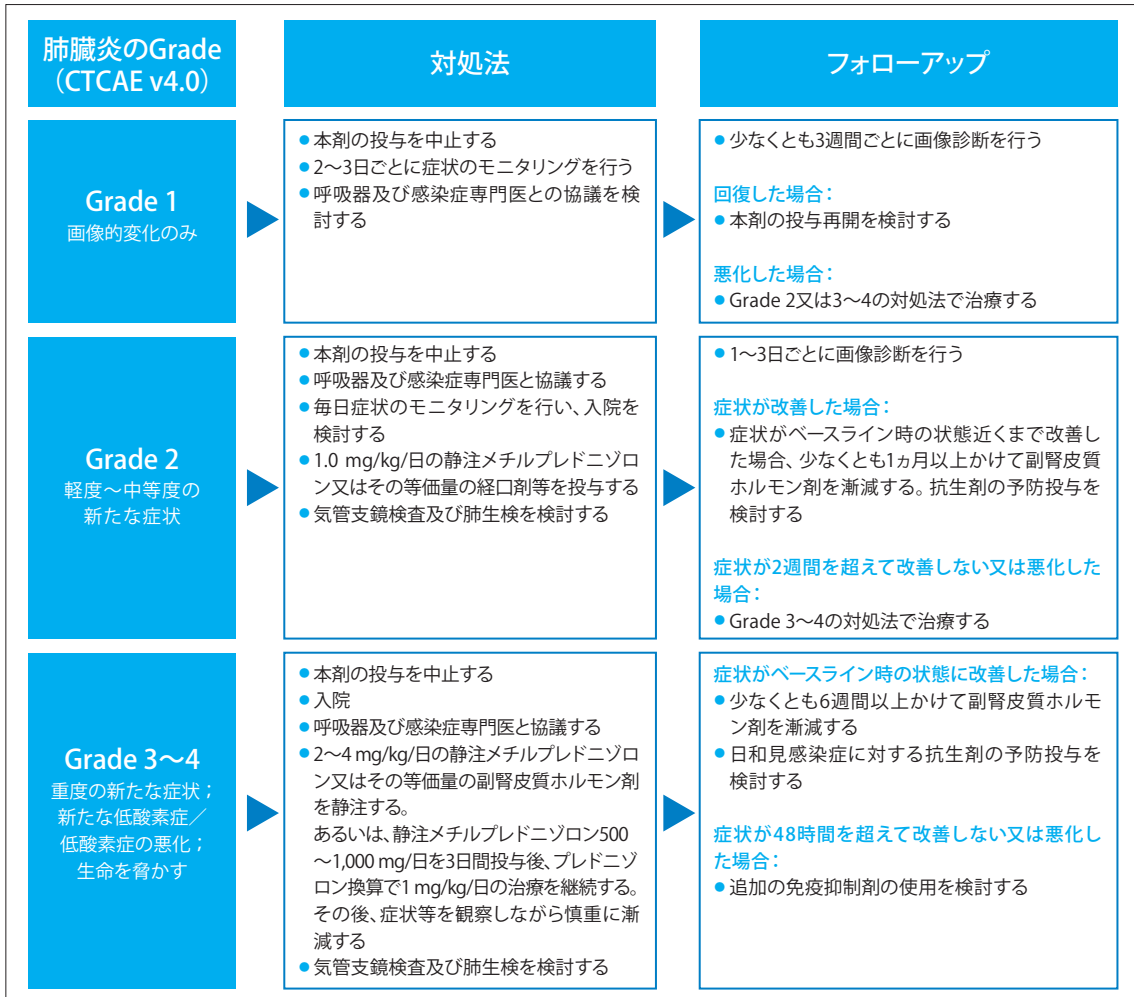 肺臓炎のGrade
(CTCAE v4.0)
対処法
フォローアップ
Grade 1
画像的変化のみ
●本剤の投与を中止する
●2～3日ごとに症状のモニタリングを行う
●呼吸器及び感染症専門医との協議を検
討する
●少なくとも3週間ごとに画像診断を行う
回復した場合：
●本剤の投与再開を検討する
悪化した場合：
●Grade 2又は3～4の対処法で治療する
Grade 2
軽度～中等度の
新たな症状
●本剤の投与を中止する
●呼吸器及び感染症専門医と協議する
●毎日症状のモニタリングを行い、入院を
検討する
●1.0 mg/kg/日の静注メチルプレドニゾロ
ン又はその等価量の経口剤等を投与する
●気管支鏡検査及び肺生検を検討する
●1～3日ごとに画像診断を行う
症状が改善した場合：
●症状がベースライン時の状態近くまで改善し
た場合、少なくとも1ヵ月以上かけて副腎皮質
ホルモン剤を漸減する。抗生剤の予防投与を
検討する
症状が2週間を超えて改善しない又は悪化した
場合：
●Grade 3～4の対処法で治療する
Grade 3～4
重度の新たな症状；
新たな低酸素症／
低酸素症の悪化；
生命を脅かす
●本剤の投与を中止する
●入院
●呼吸器及び感染症専門医と協議する
●2～4 mg/kg/日の静注メチルプレドニゾロ
ン又はその等価量の副腎皮質ホルモン剤
を静注する。
あるいは、静注メチルプレドニゾロン500
～1,000 mg/日を3日間投与後、プレドニゾ
ロン換算で1 mg/kg/日の治療を継続する。
その後、症状等を観察しながら慎重に漸
減する
●気管支鏡検査及び肺生検を検討する
症状がベースライン時の状態に改善した場合：
●少なくとも6週間以上かけて副腎皮質ホルモ
ン剤を漸減する
●日和見感染症に対する抗生剤の予防投与を
検討する
症状が48時間を超えて改善しない又は悪化し
た場合：
●追加の免疫抑制剤の使用を検討する